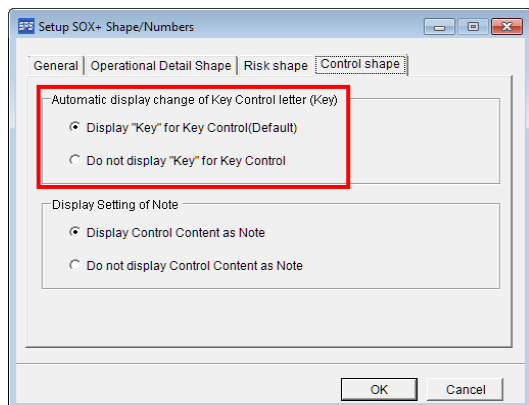 SPS Setup SOX+ Shape/Numbers
General Operational Detail Shape Risk shape Control shape
Automatic display change of Key Control letter (Key)
Display "Key" for Key Control(Default)
Do not display "Key" for Key Control
Display Setting of Note
Display Control Content as Note
Do not display Control Content as Note
OK Cancel